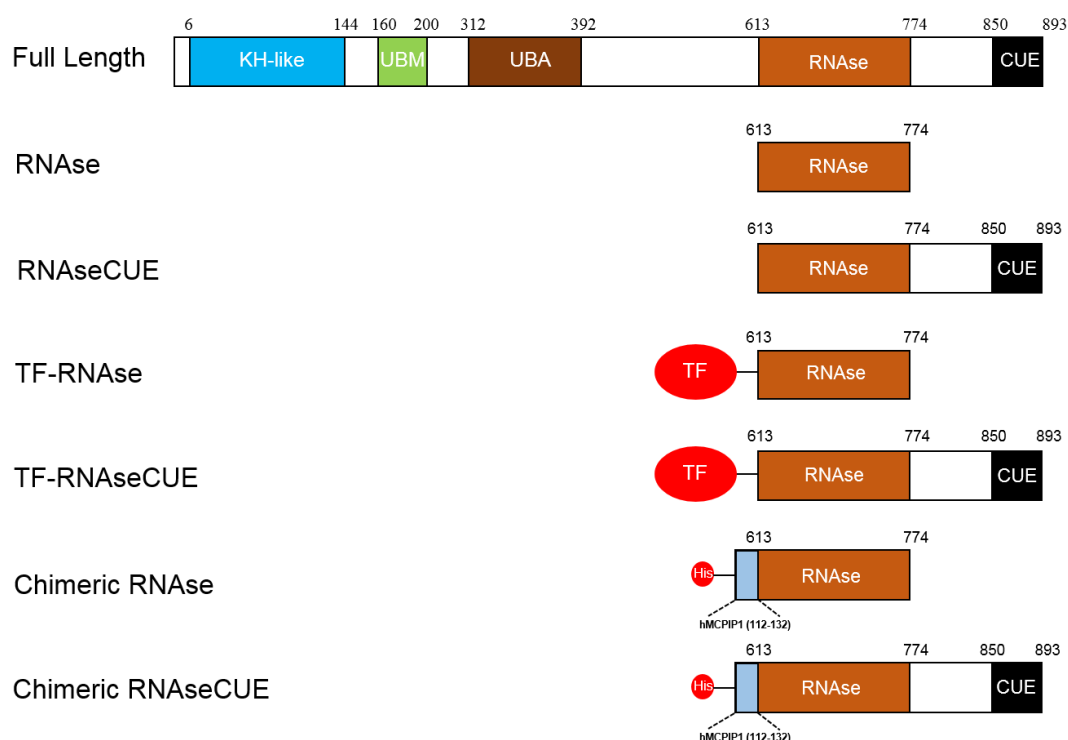 6 144 160 200 312 392 613 774 850 893
Full Length KH-like UBM UBA RNAse CUE
613 774
RNAse RNAse
613 774 850 893
RNAseCUE RNAse CUE
613 774
TF-RNAse TF RNAse
613 774 850 893
TF-RNAseCUE TF RNAse CUE
613 774
Chimeric RNAse His RNAse
hMCPIP1 (112-132)
613 774 850 893
Chimeric RNAseCUE His RNAse CUE
hMCPIP1 (112-132)